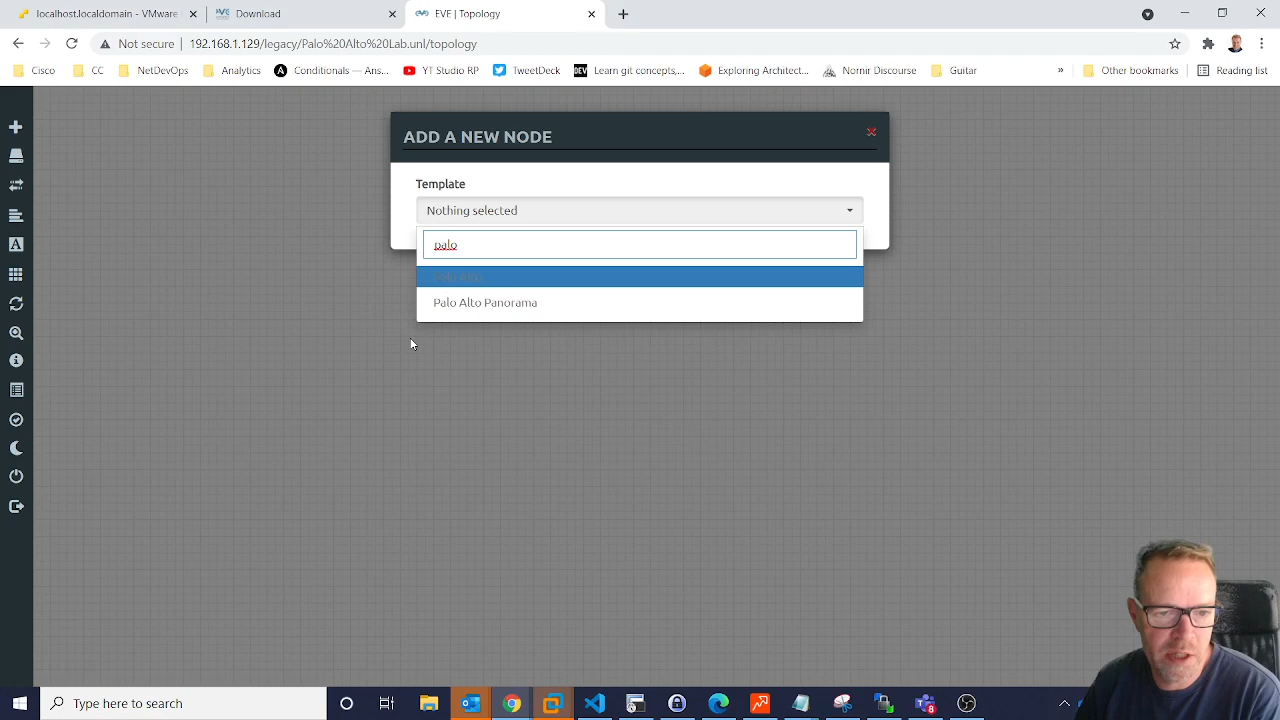 localhost.localdomain - VMware E
Download
EVE | Topology
Not secure
192.168.1.129/legacy/Palo%20Alto%20Lab.unl/topology
Cisco
CC
NetDevOps
Analytics
Conditionals — Ans...
YT Studio RP
TweetDeck
DEV
Learn git concepts,...
Exploring Architect...
Nornir Discourse
Guitar
»
Other bookmarks
Reading list
ADD A NEW NODE
Template
Nothing selected
palo
Palo Alto Panorama
Type here to search
8